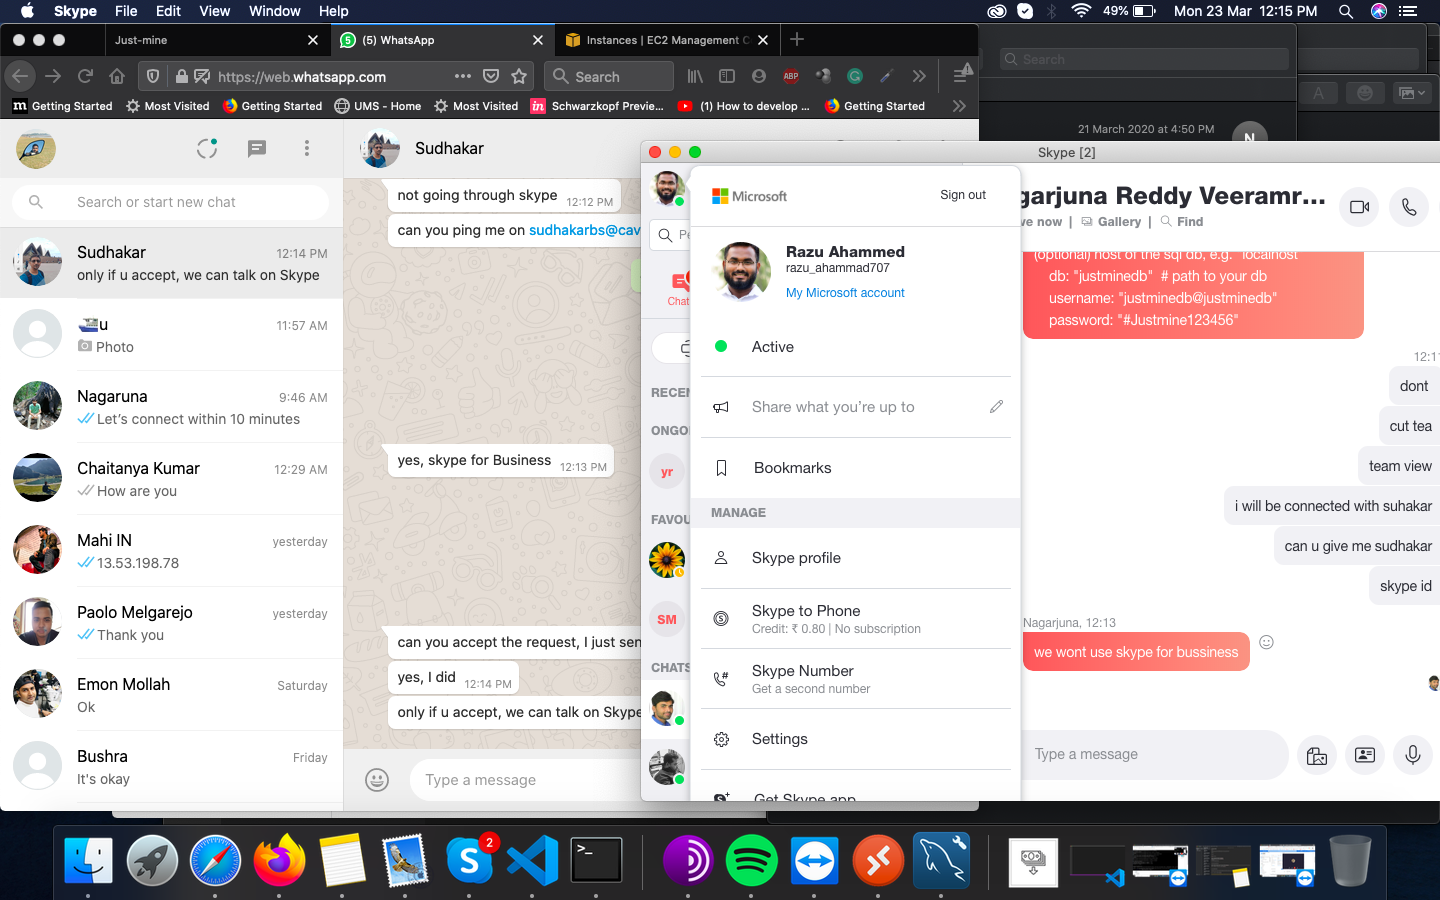 Skype File Edit View Window Help
49% Mon 23 Mar 12:15 PM
Just-mine
(5) WhatsApp
Instances | EC2 Management C
https://web.whatsapp.com
Search
ABP
Search
Getting Started
Most Visited
Getting Started
UMS - Home
Most Visited
Schwarzkopf Previe...
(1) How to develop ...
Getting Started
21 March 2020 at 4:50 PM
N
Search or start new chat
Sudhakar 12:14 PM
only if u accept, we can talk on Skype
u 11:57 AM
Photo
Nagaruna 9:46 AM
Let's connect within 10 minutes
Chaitanya Kumar 12:29 AM
How are you
Mahi IN yesterday
13.53.198.78
Paolo Melgarejo yesterday
Thank you
Emon Mollah Saturday
Ok
Bushra Friday
It's okay
Sudhakar
not going through skype 12:12 PM
can you ping me on sudhakarbs@cav
yes, skype for Business 12:13 PM
can you accept the request, I just sen
yes, I did 12:14 PM
only if u accept, we can talk on Skype
Type a message
Skype [2]
Pe
Chat
RECEN
ONGO
yr
FAVOU
SM
CHATS
Microsoft Sign out
Razu Ahammed
razu_ahammad707
My Microsoft account
Active
Share what you're up to
Bookmarks
MANAGE
Skype profile
Skype to Phone
Credit: ₹ 0.80 | No subscription
Skype Number
Get a second number
Settings
Get Skype app
garjuna Reddy Veeramr...
ve now | Gallery | Find
(optional) host of the sql db, e.g. "localhost"
db: "justminedb" # path to your db
username: "justminedb@justminedb"
password: "#Justmine123456"
12:11
dont
cut tea
team view
i will be connected with suhakar
can u give me sudhakar
skype id
Nagarjuna, 12:13
we wont use skype for bussiness
Type a message
2